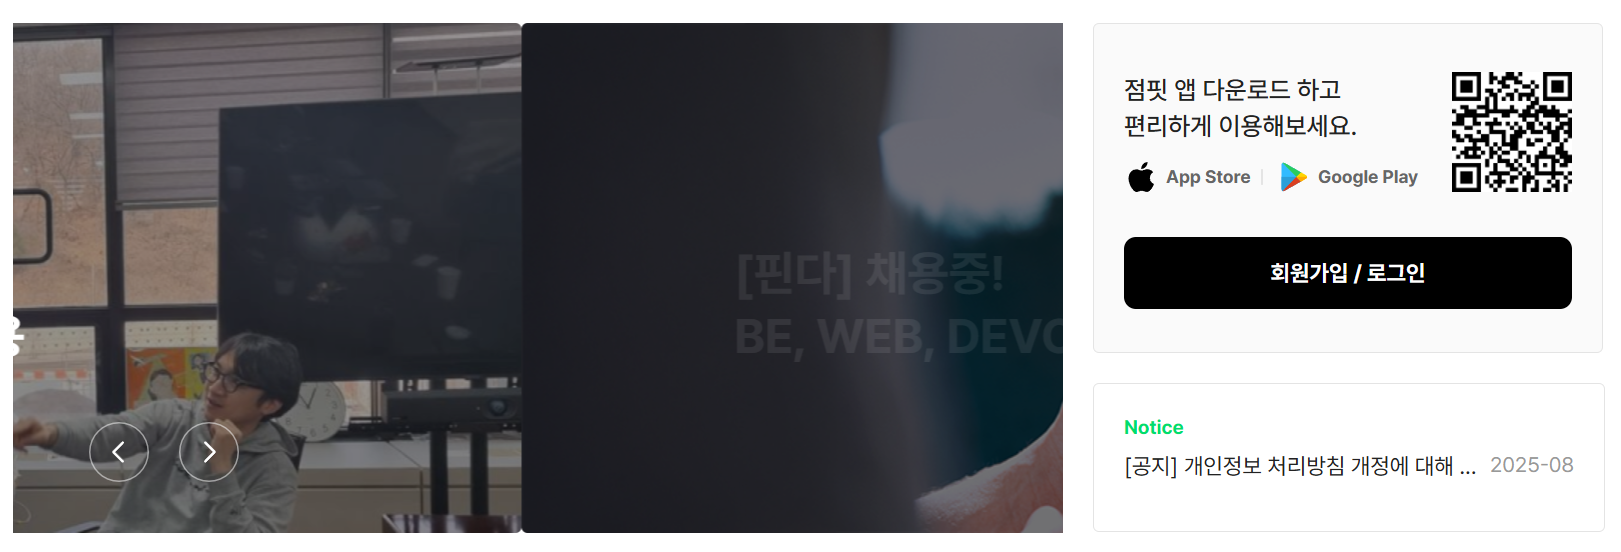 [핀다] 채용중!
BE, WEB,
점핏 앱 다운로드 하고
편리하게 이용해보세요.
App Store
Google Play
회원가입 / 로그인
Notice
[공지] 개인정보 처리방침 개정에 대해 ... 2025-08